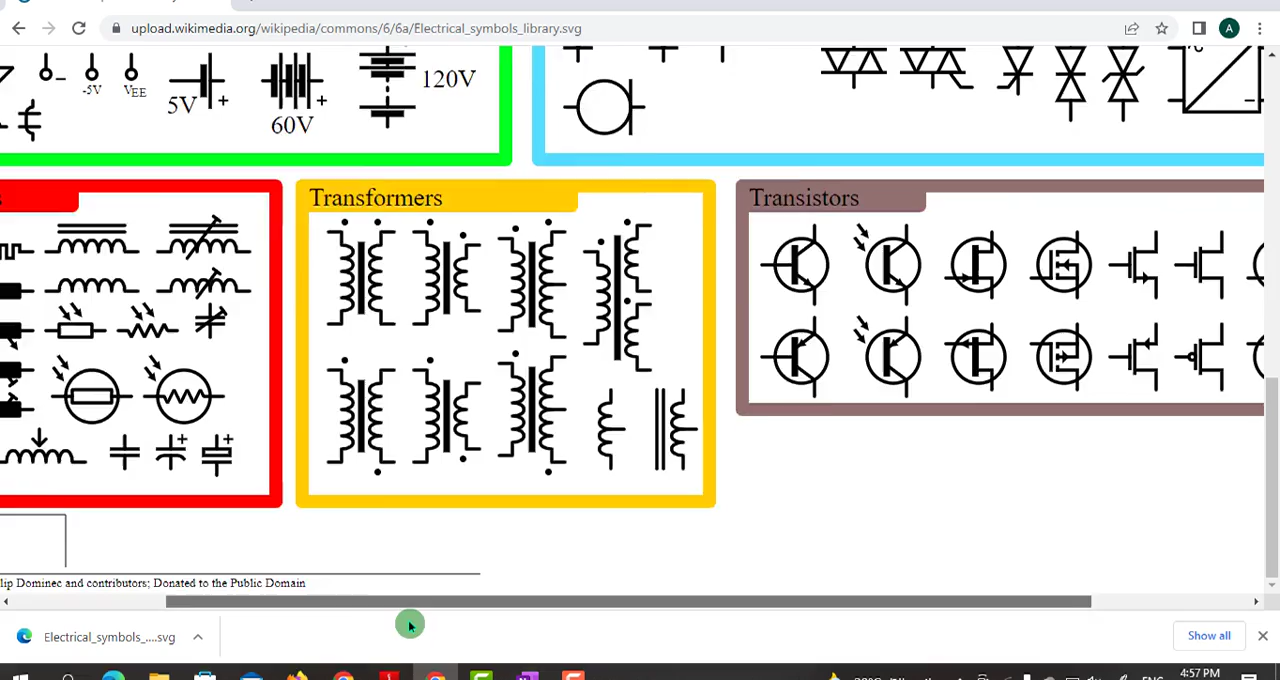 upload.wikimedia.org/wikipedia/commons/6/6a/Electrical_symbols_library.svg
A
-5V
VEE
5V
+
60V
+
120V
Transformers
Transistors
lip Dominec and contributors; Donated to the Public Domain
Electrical_symbols_....svg
Show all
4:57 PM
ENG